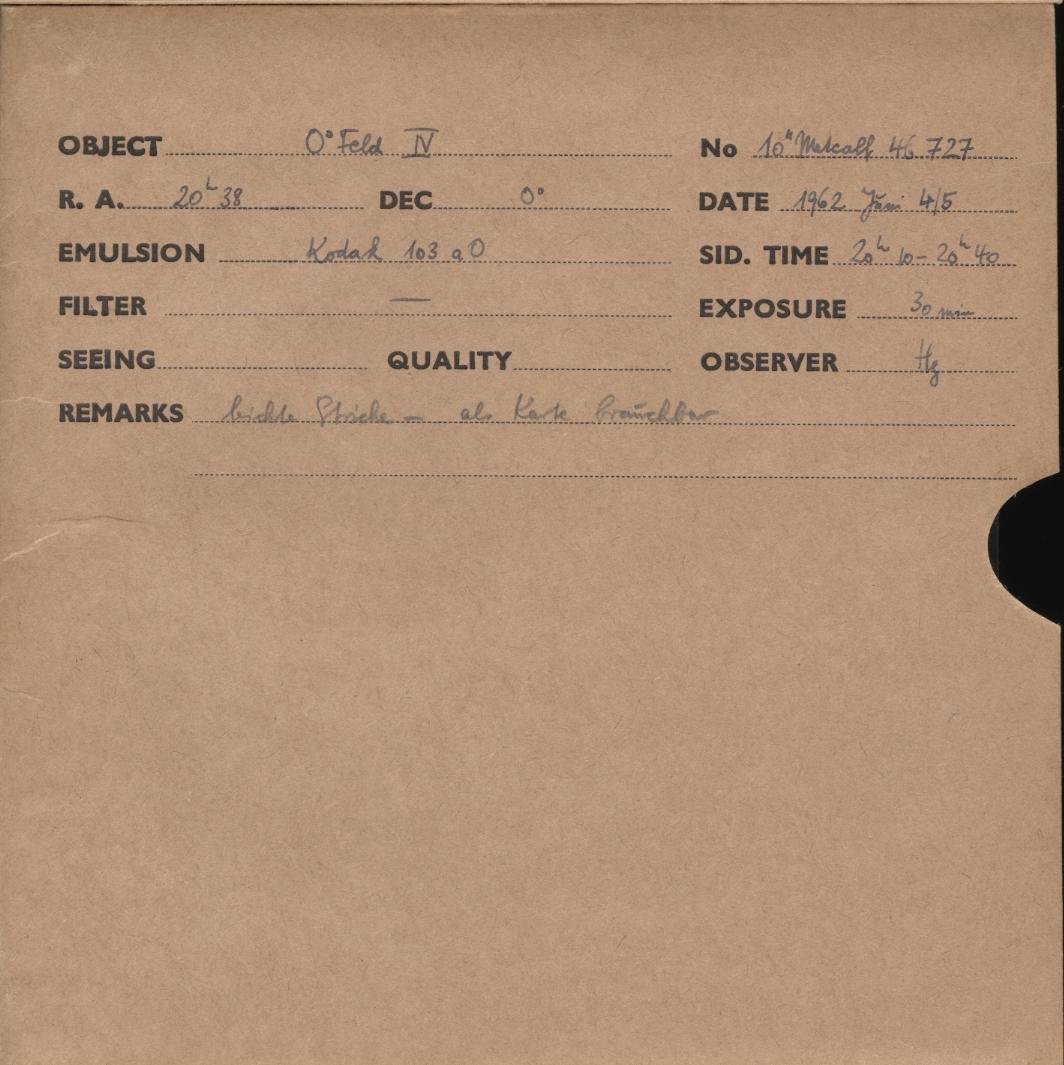 OBJECT 0° Feld IV No 10" Metcalf 46 727
R. A. 20h 38 DEC 0° DATE 1962 Juni 4/5
EMULSION Kodak 103 a O SID. TIME 20h 10 - 20h 40
FILTER — EXPOSURE 30 min
SEEING QUALITY OBSERVER Hg
REMARKS leichte Striche — als Karte brauchbar